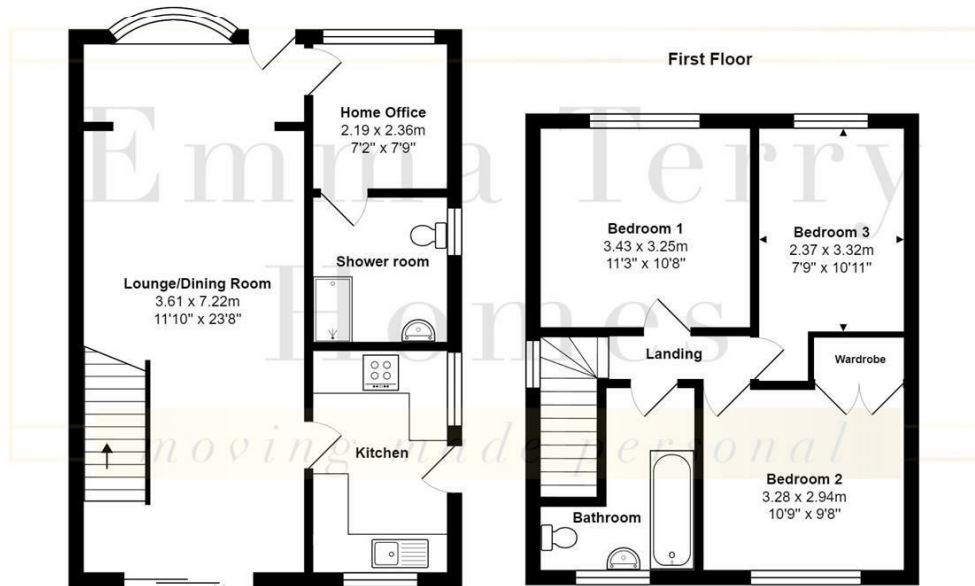 First Floor
Home Office
2.19 x 2.36m
7'2" x 7'9"
Shower room
Lounge/Dining Room
3.61 x 7.22m
11'10" x 23'8"
Kitchen
Bedroom 1
3.43 x 3.25m
11'3" x 10'8"
Bedroom 3
2.37 x 3.32m
7'9" x 10'11"
Landing
Wardrobe
Bedroom 2
3.28 x 2.94m
10'9" x 9'8"
Bathroom
Emma Terry
Homes
moving made personal